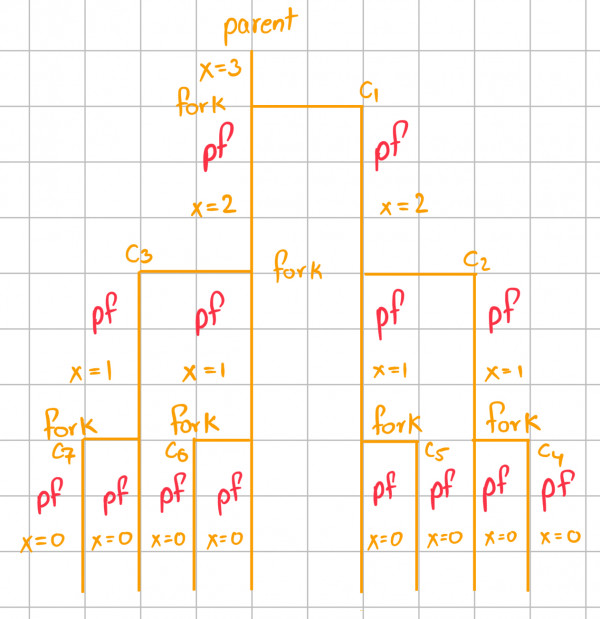 parent
x=3
fork C1
pf pf
x=2 x=2
C3 fork C2
pf pf pf pf
x=1 x=1 x=1 x=1
fork fork fork fork
C7 C6 C5 C4
pf pf pf pf pf pf pf pf
x=0 x=0 x=0 x=0 x=0 x=0 x=0 x=0